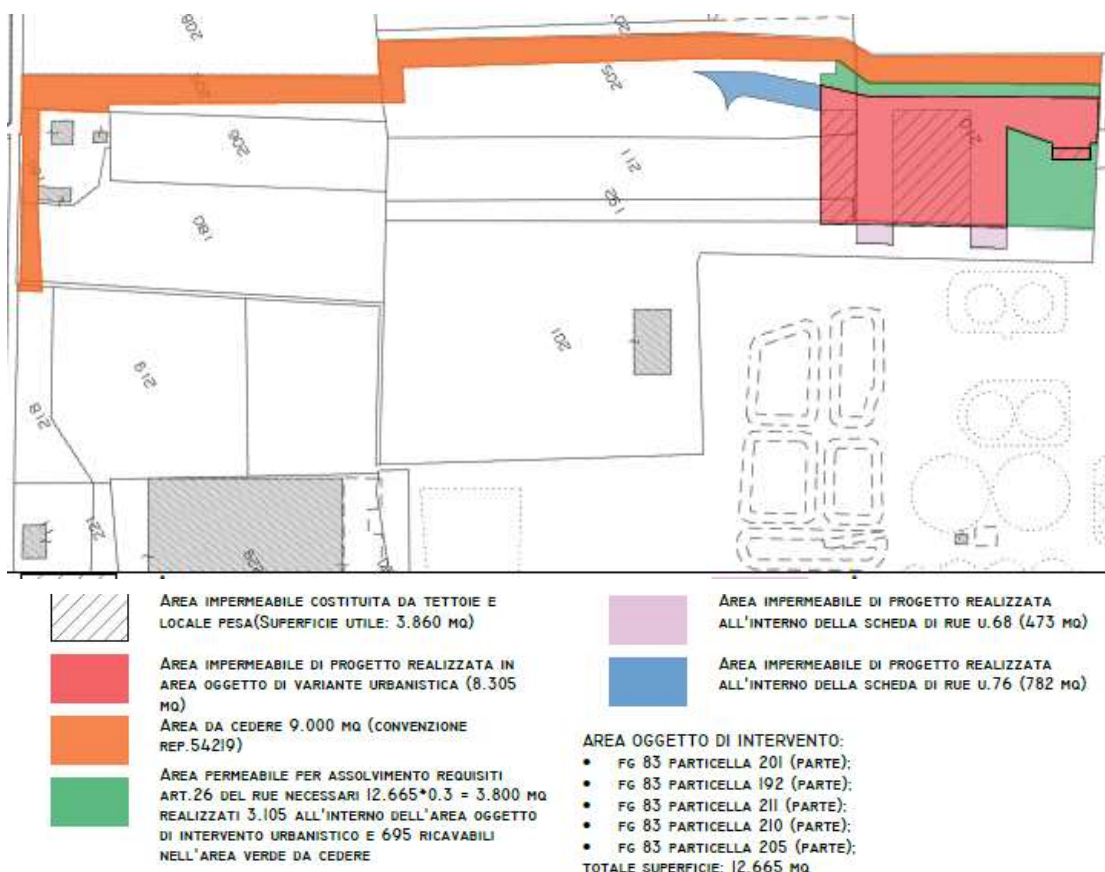 208
205
206
211
192
180
210
201
219
218
221
229
AREA IMPERMEABILE COSTITUITA DA TETTOIE E
LOCALE PESA(SUPERFICIE UTILE: 3.860 MQ)
AREA IMPERMEABILE DI PROGETTO REALIZZATA IN
AREA OGGETTO DI VARIANTE URBANISTICA (8.305
MQ)
AREA DA CEDERE 9.000 MQ (CONVENZIONE
REP.54219)
AREA PERMEABILE PER ASSOLVIMENTO REQUISITI
ART.26 DEL RUE NECESSARI 12.665*0.3 = 3.800 MQ
REALIZZATI 3.105 ALL'INTERNO DELL'AREA OGGETTO
DI INTERVENTO URBANISTICO E 695 RICAVABILI
NELL'AREA VERDE DA CEDERE
AREA IMPERMEABILE DI PROGETTO REALIZZATA
ALL'INTERNO DELLA SCHEDA DI RUE U.68 (473 MQ)
AREA IMPERMEABILE DI PROGETTO REALIZZATA
ALL'INTERNO DELLA SCHEDA DI RUE U.76 (782 MQ)
AREA OGGETTO DI INTERVENTO:
• FG 83 PARTICELLA 201 (PARTE);
• FG 83 PARTICELLA 192 (PARTE);
• FG 83 PARTICELLA 211 (PARTE);
• FG 83 PARTICELLA 210 (PARTE);
• FG 83 PARTICELLA 205 (PARTE);
TOTALE SUPERFICIE: 12.665 MQ